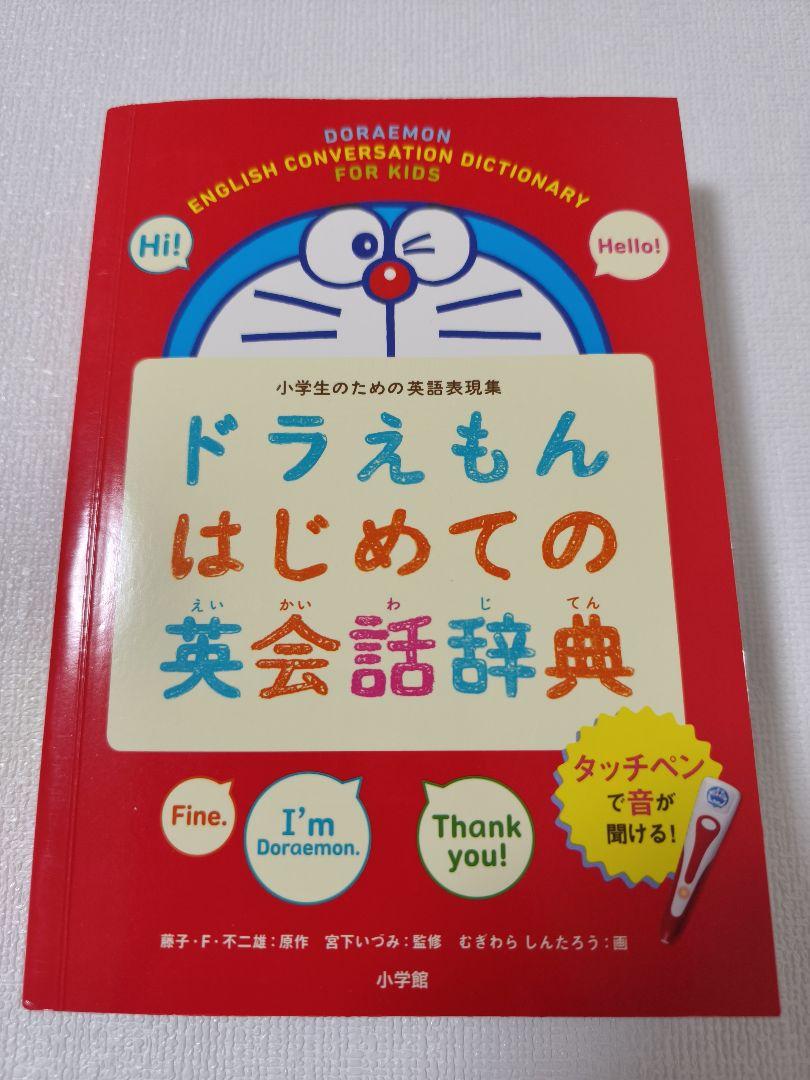 DORAEMON
ENGLISH CONVERSATION DICTIONARY
FOR KIDS
Hi!
Hello!
小学生のための英語表現集
ドラえもん
はじめての
えい かい わ じ てん
英会話辞典
タッチペン
で音が
聞ける!
Fine.
I'm
Doraemon.
Thank
you!
藤子・F・不二雄:原作 宮下いづみ:監修 むぎわら しんたろう:画
小学館